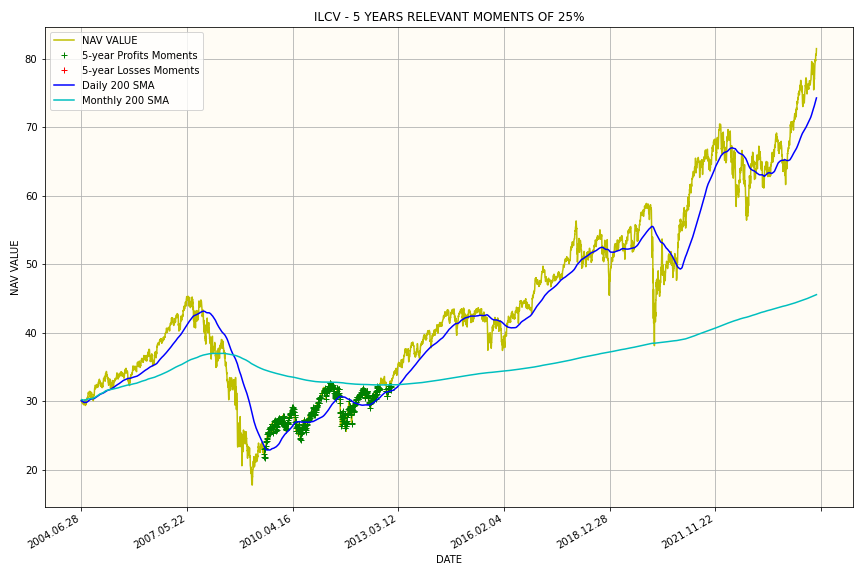 ILCV - 5 YEARS RELEVANT MOMENTS OF 25%
NAV VALUE
5-year Profits Moments
5-year Losses Moments
Daily 200 SMA
Monthly 200 SMA
80
70
60
50
40
30
20
NAV VALUE
2004.06.28
2007.05.22
2010.04.16
2013.03.12
2016.02.04
2018.12.28
2021.11.22
DATE